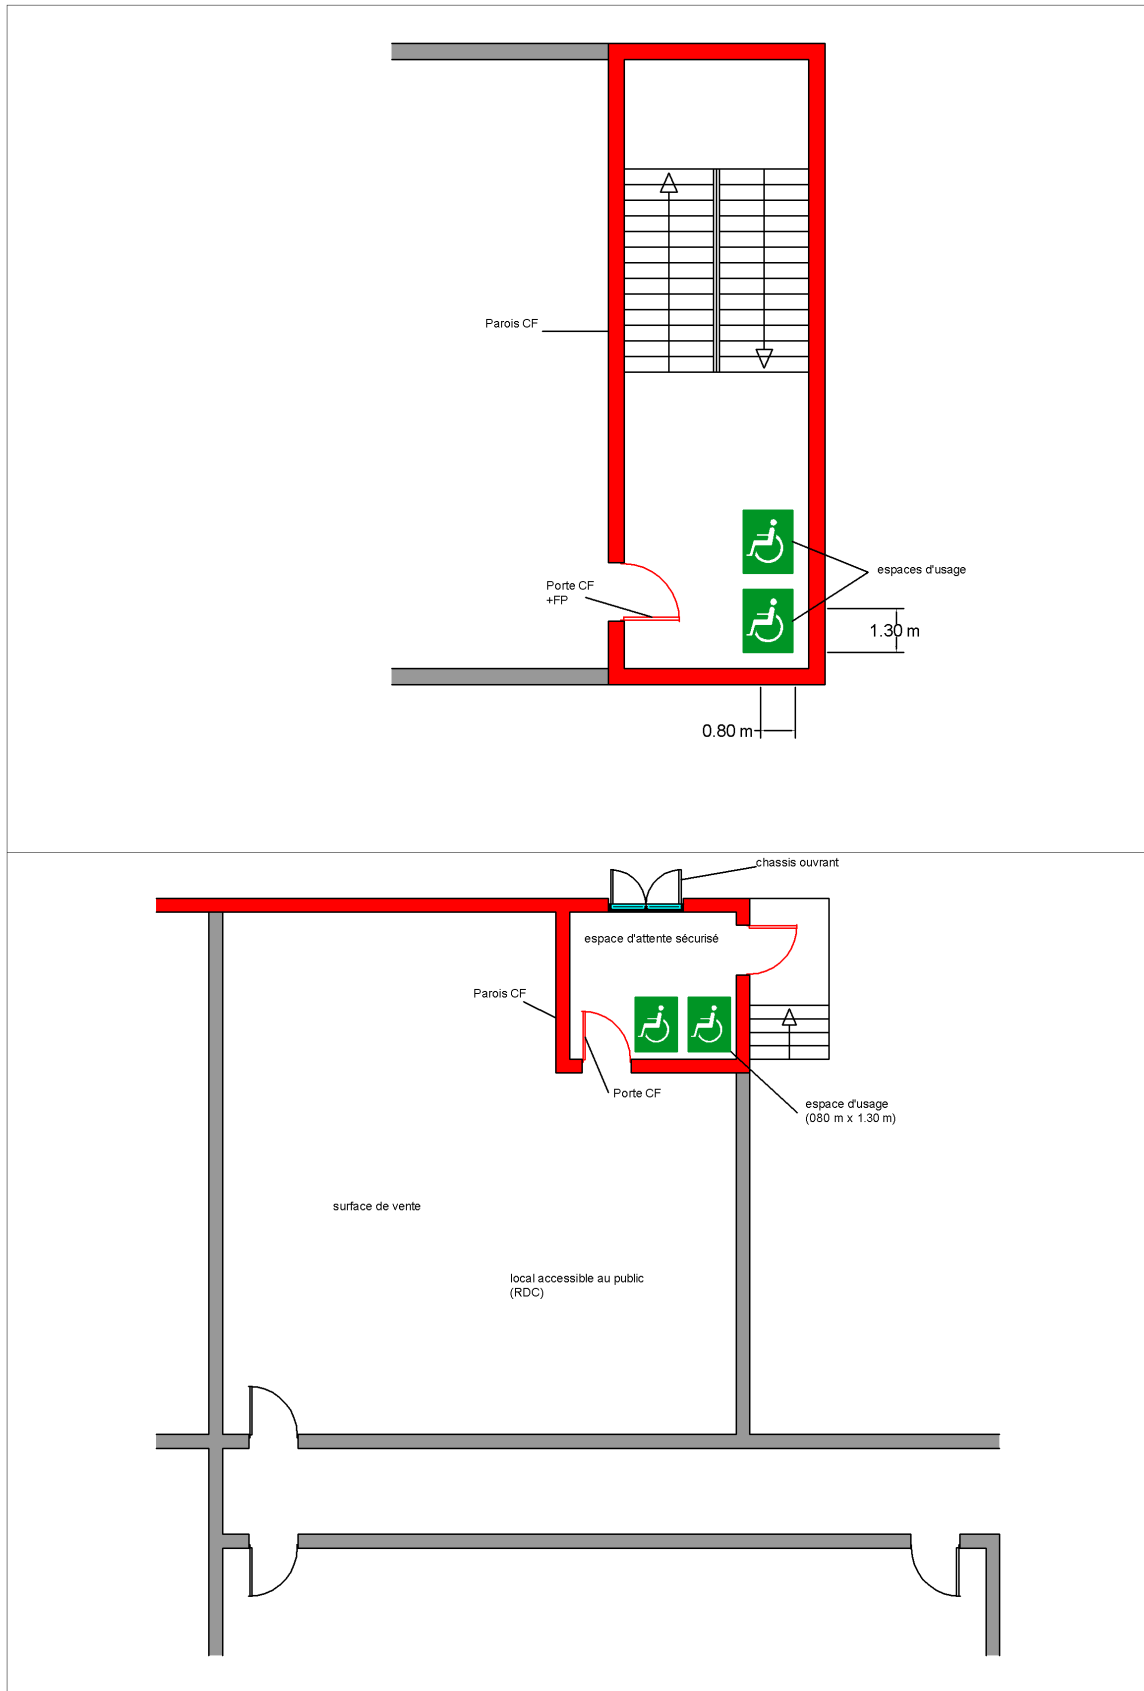 Parois CF
Porte CF
+FP
espaces d'usage
1.30 m
0.80 m
chassis ouvrant
espace d'attente sécurisé
Parois CF
Porte CF
espace d'usage
(080 m x 1.30 m)
surface de vente
local accessible au public
(RDC)